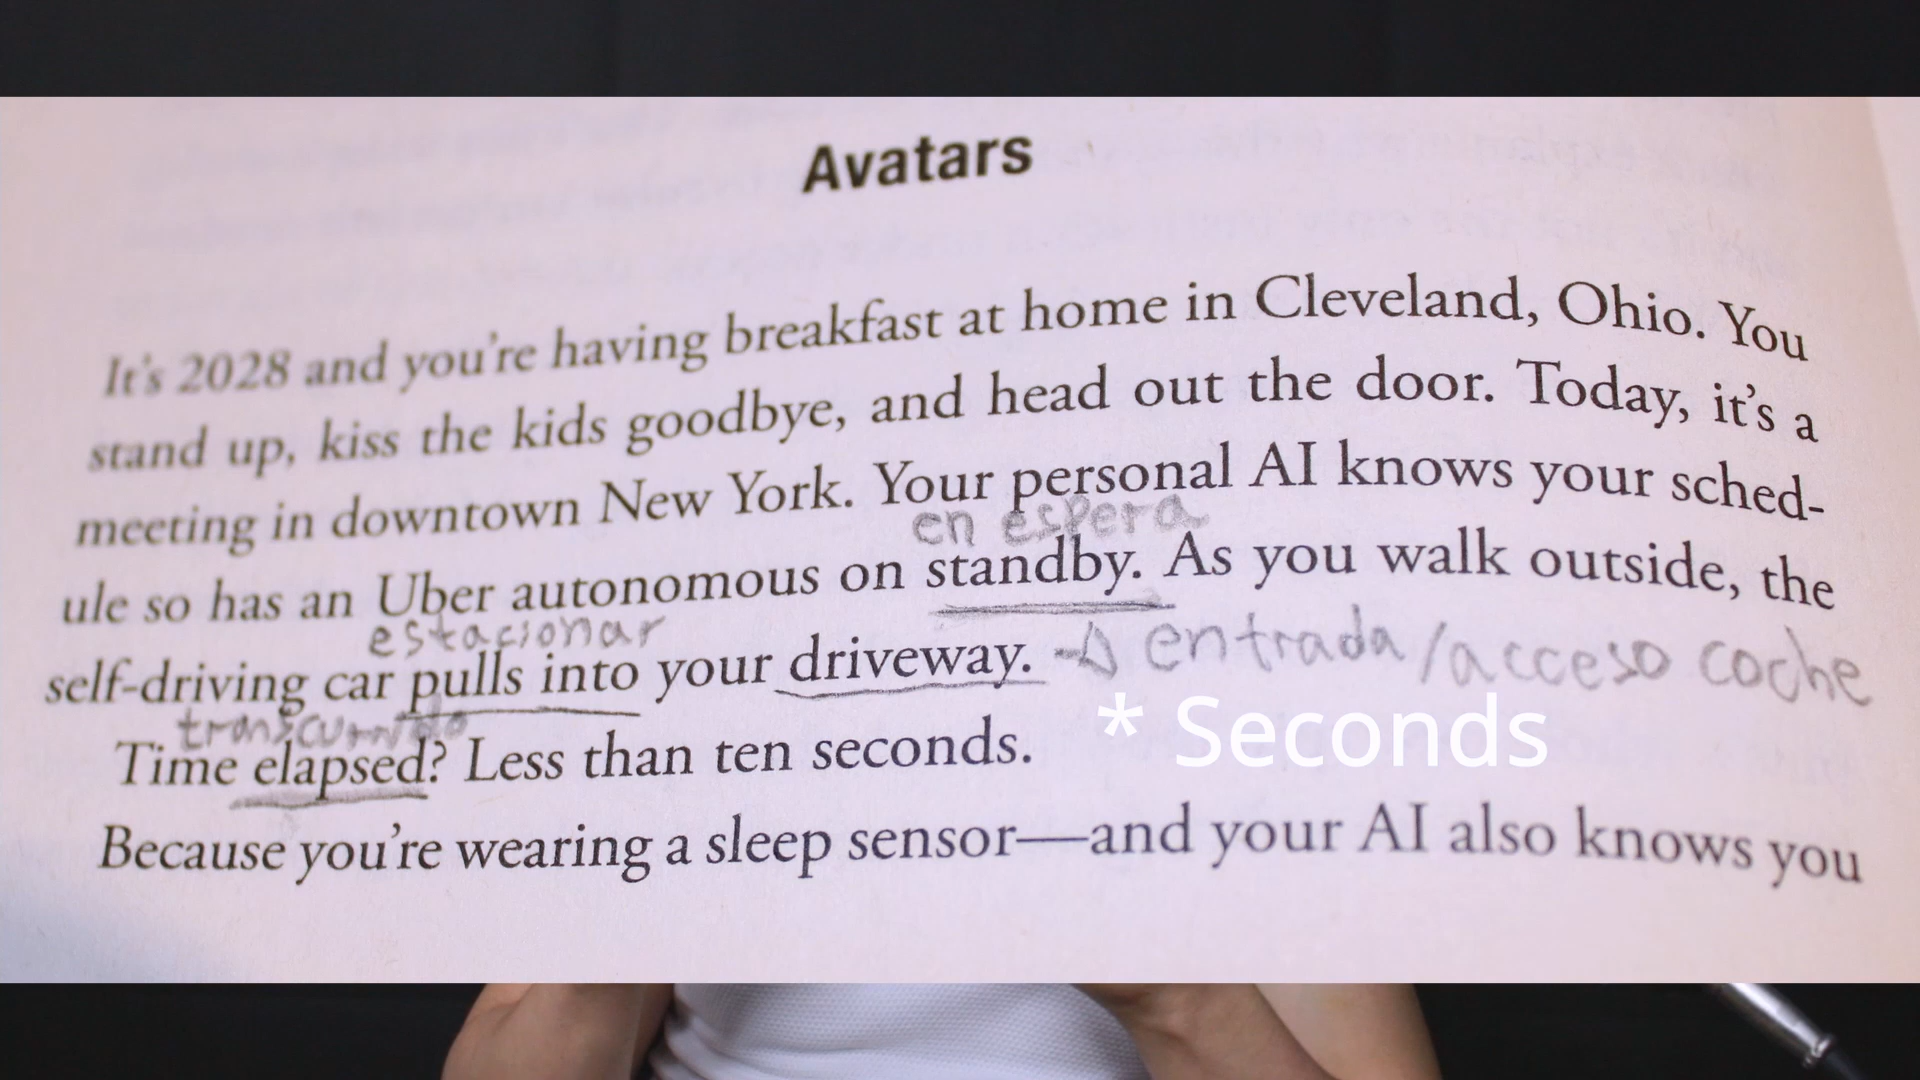 Avatars
It's 2028 and you're having breakfast at home in Cleveland, Ohio. You
stand up, kiss the kids goodbye, and head out the door. Today, it's a
meeting in downtown New York. Your personal AI knows your sched-
en espera
ule so has an Uber autonomous on standby. As you walk outside, the
estacionar
self-driving car pulls into your driveway. → entrada/acceso coche
transcurrido
Time elapsed? Less than ten seconds. * Seconds
Because you're wearing a sleep sensor—and your AI also knows you